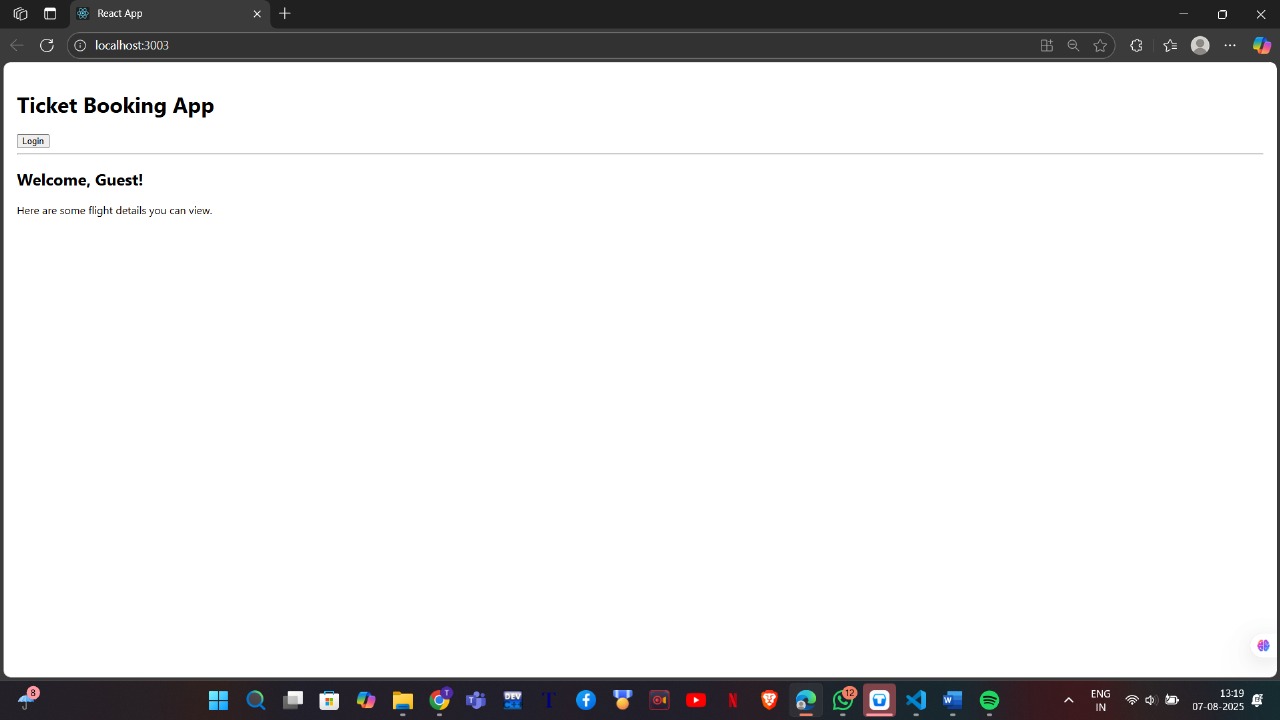 React App
localhost:3003
Ticket Booking App
Login
Welcome, Guest!
Here are some flight details you can view.
8
T
DEV
T
N
12
W
ENG
IN
13:19
07-08-2025